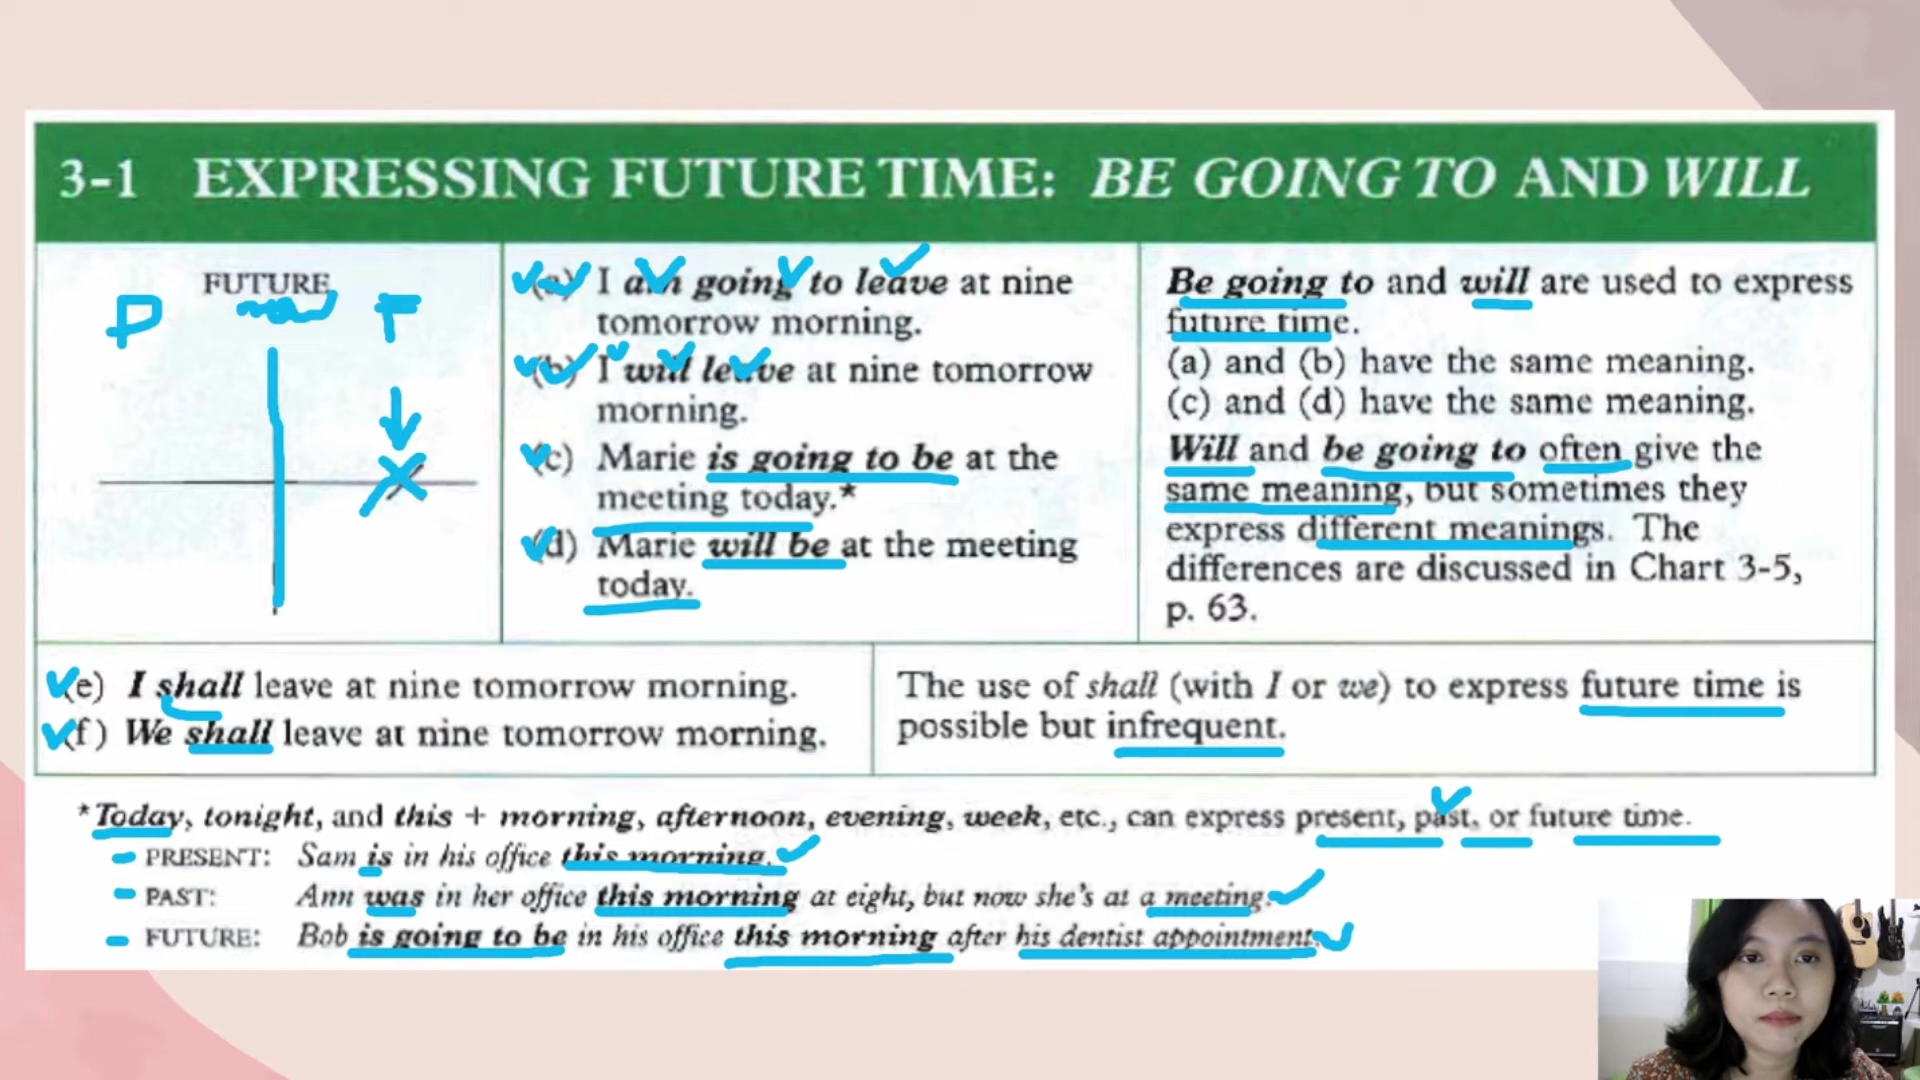 3-1 EXPRESSING FUTURE TIME: BE GOING TO AND WILL
FUTURE
P now F
(a) I am going to leave at nine
tomorrow morning.
(b) I will leave at nine tomorrow
morning.
(c) Marie is going to be at the
meeting today.*
(d) Marie will be at the meeting
today.
Be going to and will are used to express
future time.
(a) and (b) have the same meaning.
(c) and (d) have the same meaning.
Will and be going to often give the
same meaning, but sometimes they
express different meanings. The
differences are discussed in Chart 3-5,
p. 63.
(e) I shall leave at nine tomorrow morning.
(f) We shall leave at nine tomorrow morning.
The use of shall (with I or we) to express future time is
possible but infrequent.
*Today, tonight, and this + morning, afternoon, evening, week, etc., can express present, past, or future time.
PRESENT: Sam is in his office this morning.
PAST: Ann was in her office this morning at eight, but now she's at a meeting.
FUTURE: Bob is going to be in his office this morning after his dentist appointment.